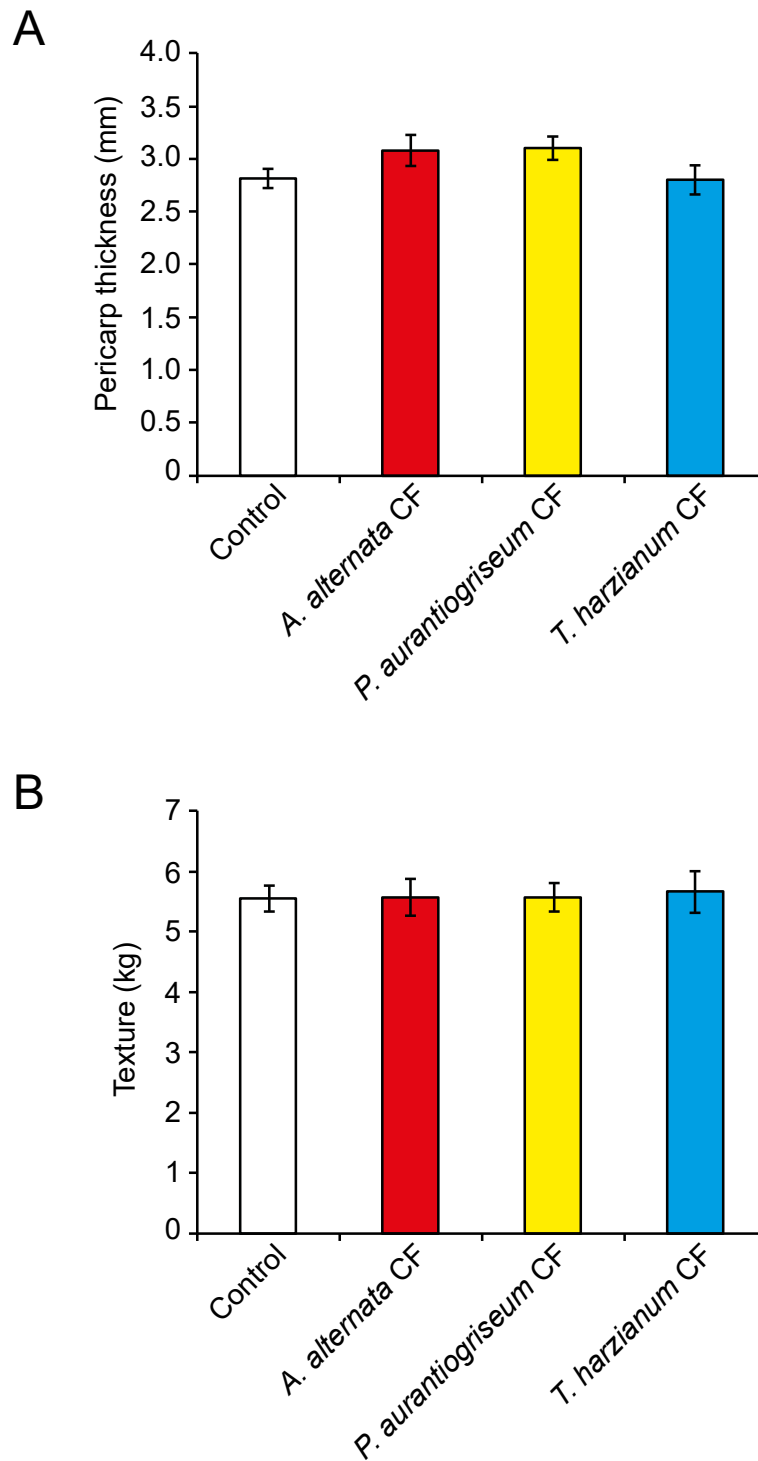 A
Pericarp thickness (mm)
4.0
3.5
3.0
2.5
2.0
1.5
1.0
0.5
0
Control
A. alternata CF
P. aurantiogriseum CF
T. harzianum CF
B
Texture (kg)
7
6
5
4
3
2
1
0
Control
A. alternata CF
P. aurantiogriseum CF
T. harzianum CF